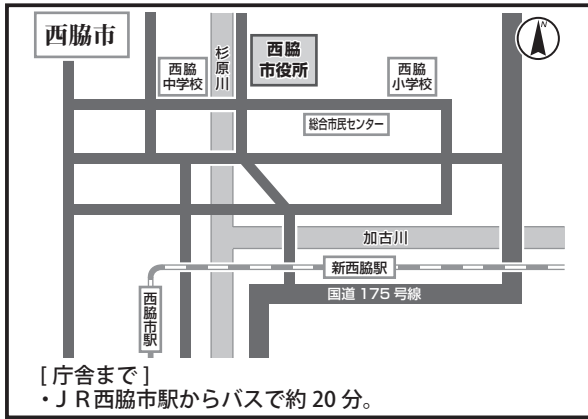 西脇市
N
西脇
中学校
杉原川
西脇
市役所
西脇
小学校
総合市民センター
加古川
新西脇駅
西脇市駅
国道 175 号線
[ 庁舎まで ]
・ＪＲ西脇市駅からバスで約 20 分。